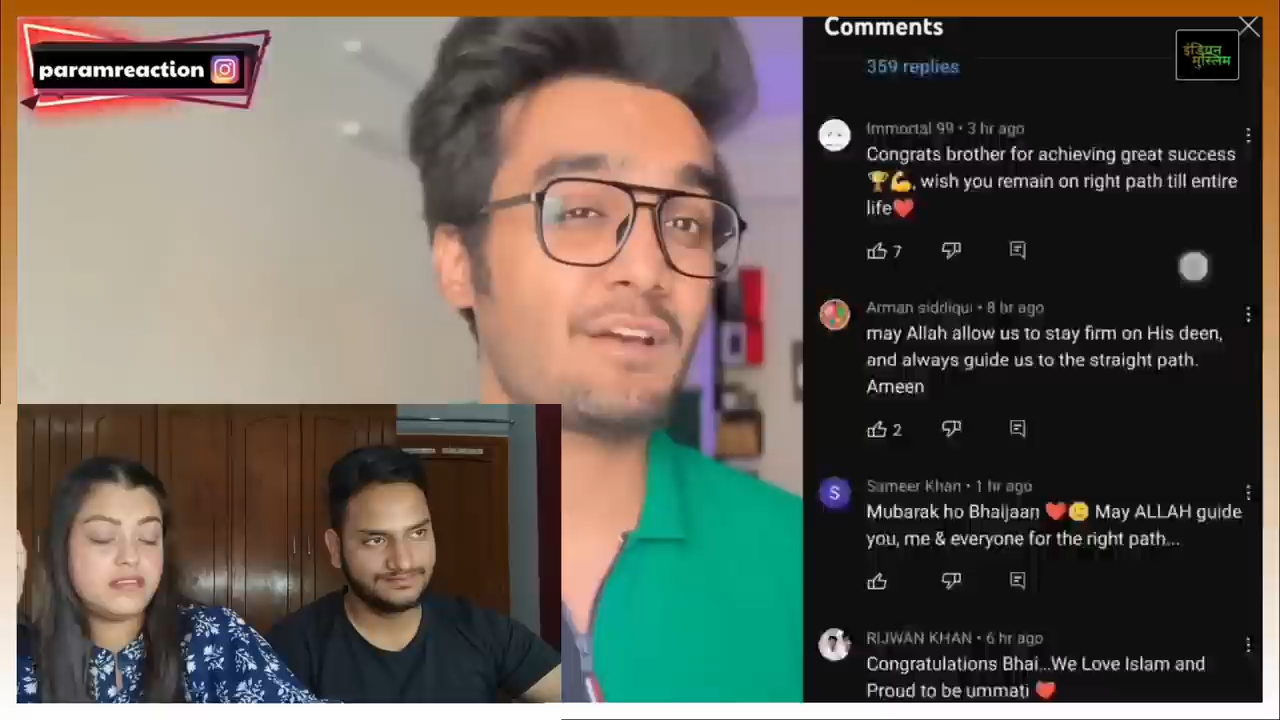 paramreaction
Comments
359 replies
इंडियन
मुस्लिम
Immortal 99 • 3 hr ago
Congrats brother for achieving great success
🏆💪, wish you remain on right path till entire
life❤️
7
Arman siddiqui • 8 hr ago
may Allah allow us to stay firm on His deen,
and always guide us to the straight path.
Ameen
2
S
Sameer Khan • 1 hr ago
Mubarak ho Bhaijaan ❤️🙂 May ALLAH guide
you, me & everyone for the right path...
RIJWAN KHAN • 6 hr ago
Congratulations Bhai...We Love Islam and
Proud to be ummati ❤️